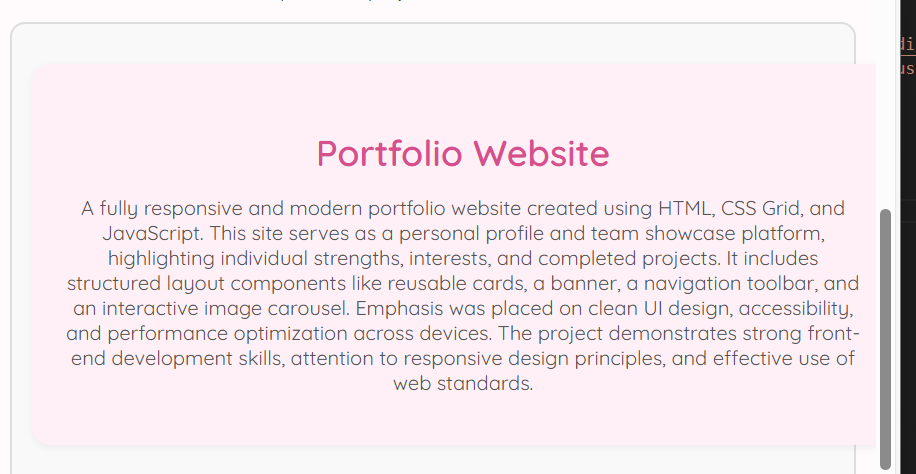 di
us
Portfolio Website
A fully responsive and modern portfolio website created using HTML, CSS Grid, and
JavaScript. This site serves as a personal profile and team showcase platform,
highlighting individual strengths, interests, and completed projects. It includes
structured layout components like reusable cards, a banner, a navigation toolbar, and
an interactive image carousel. Emphasis was placed on clean UI design, accessibility,
and performance optimization across devices. The project demonstrates strong front-
end development skills, attention to responsive design principles, and effective use of
web standards.